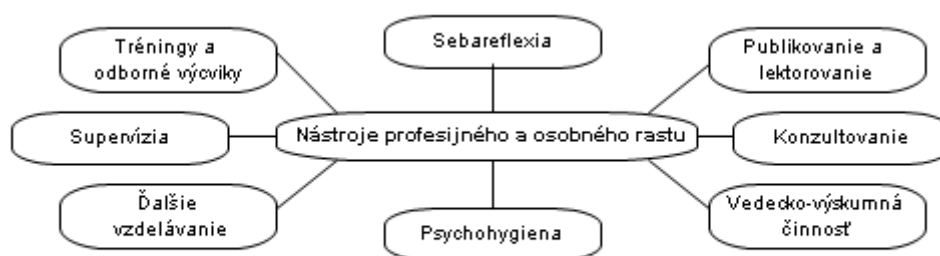 Tréningy a
odborné výcviky
Sebareflexia
Publikovanie a
lektorovanie
Supervízia
Nástroje profesijného a osobného rastu
Konzultovanie
Ďalšie
vzdelávanie
Psychohygiena
Vedecko-výskumná
činnosť